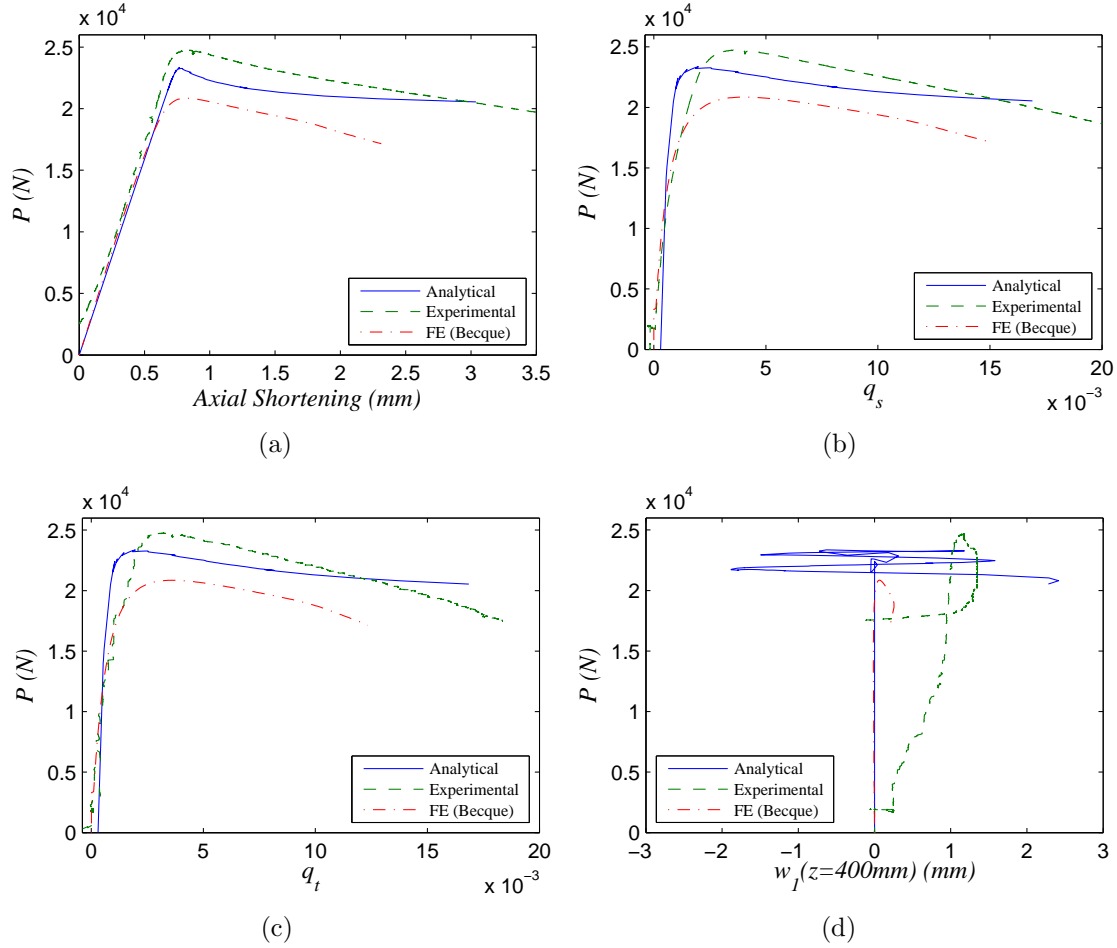 x 10^4
2.5
2
1.5
1
0.5
0
P (N)
0 0.5 1 1.5 2 2.5 3 3.5
Axial Shortening (mm)
Analytical
Experimental
FE (Becque)
(a)
x 10^4
2.5
2
1.5
1
0.5
0
P (N)
0 5 10 15 20
q_s
x 10^-3
Analytical
Experimental
FE (Becque)
(b)
x 10^4
2.5
2
1.5
1
0.5
0
P (N)
0 5 10 15 20
q_t
x 10^-3
Analytical
Experimental
FE (Becque)
(c)
x 10^4
2.5
2
1.5
1
0.5
0
P (N)
−3 −2 −1 0 1 2 3
w_1(z=400mm) (mm)
Analytical
Experimental
FE (Becque)
(d)